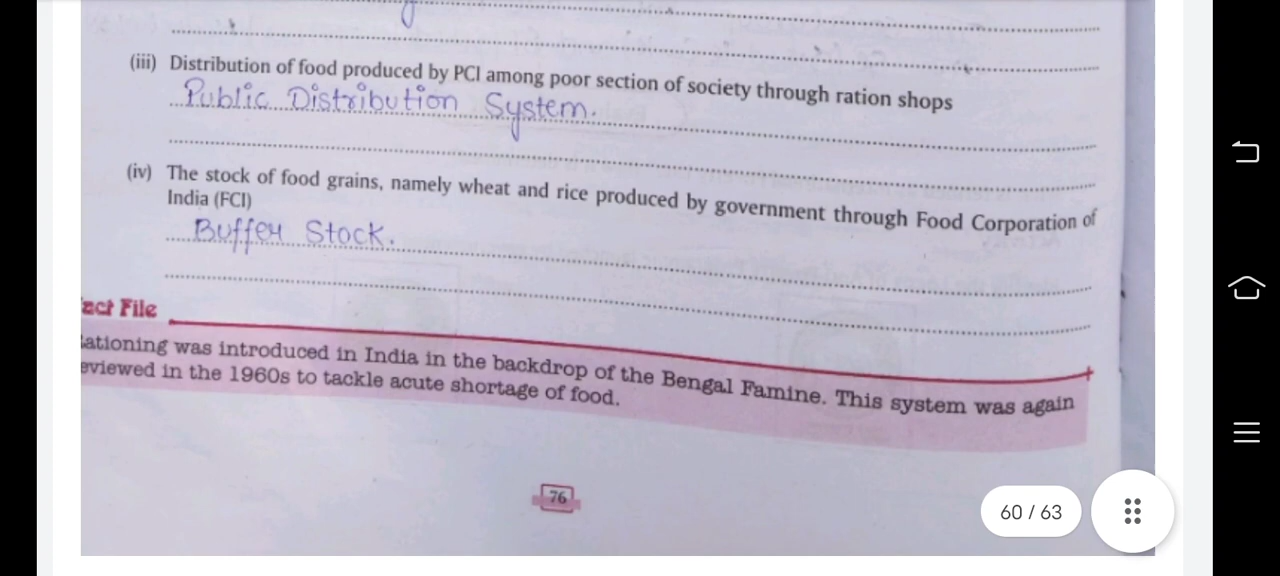 (iii) Distribution of food produced by PCI among poor section of society through ration shops
Public Distribution System.
(iv) The stock of food grains, namely wheat and rice produced by government through Food Corporation of
India (FCI)
Buffer Stock.
act File
ationing was introduced in India in the backdrop of the Bengal Famine. This system was again
eviewed in the 1960s to tackle acute shortage of food.
76
60 / 63